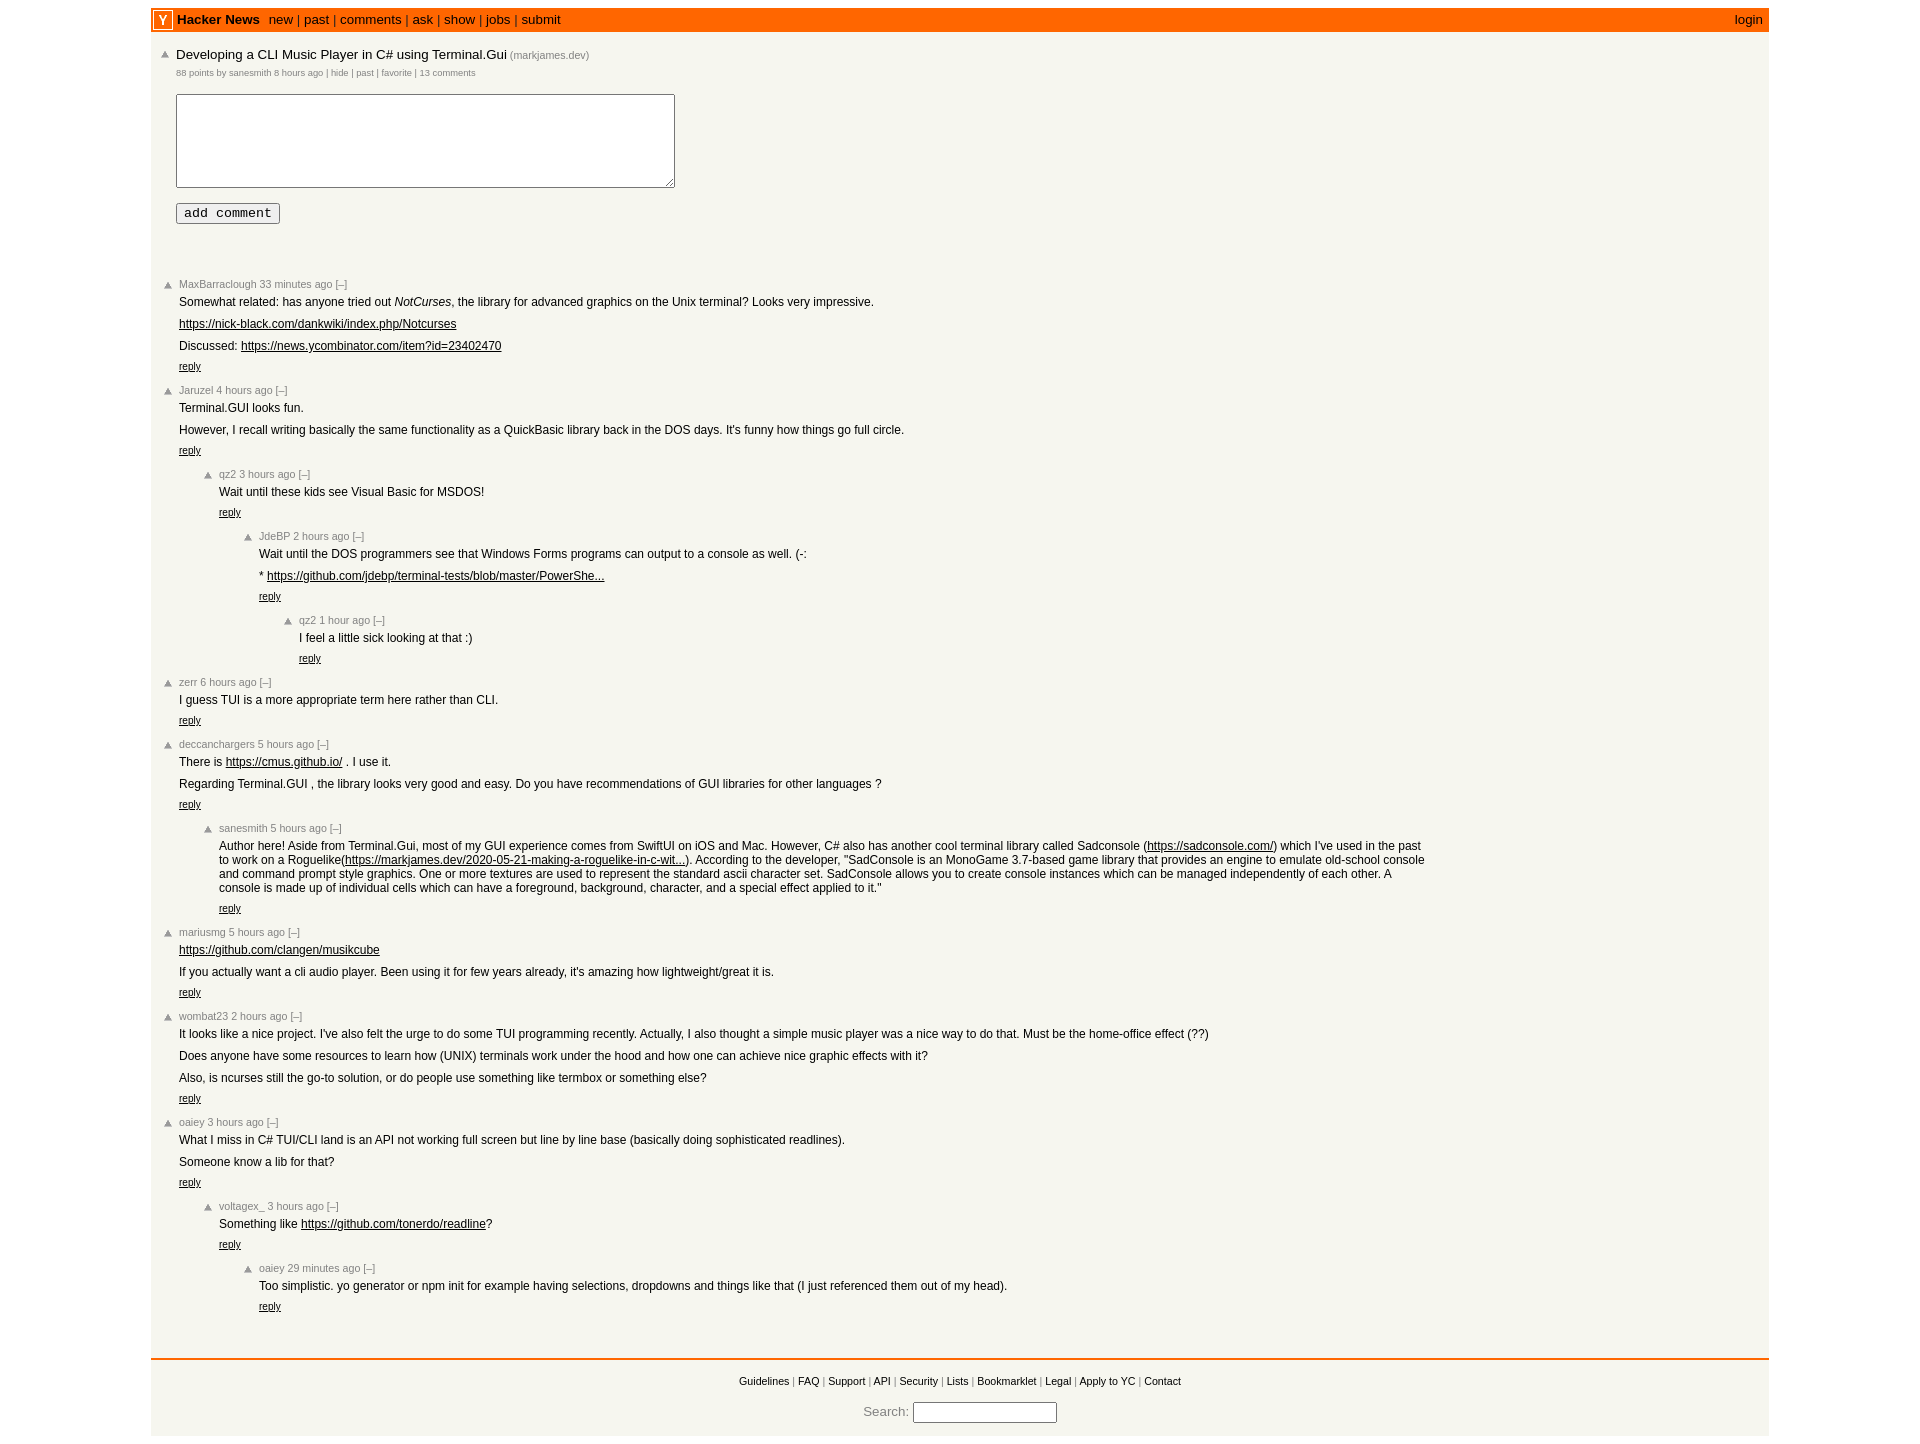 Y Hacker News new | past | comments | ask | show | jobs | submit login
Developing a CLI Music Player in C# using Terminal.Gui (markjames.dev)
88 points by sanesmith 8 hours ago | hide | past | favorite | 13 comments
add comment
MaxBarraclough 33 minutes ago [–]
Somewhat related: has anyone tried out NotCurses, the library for advanced graphics on the Unix terminal? Looks very impressive.
https://nick-black.com/dankwiki/index.php/Notcurses
Discussed: https://news.ycombinator.com/item?id=23402470
reply
Jaruzel 4 hours ago [–]
Terminal.GUI looks fun.
However, I recall writing basically the same functionality as a QuickBasic library back in the DOS days. It's funny how things go full circle.
reply
qz2 3 hours ago [–]
Wait until these kids see Visual Basic for MSDOS!
reply
JdeBP 2 hours ago [–]
Wait until the DOS programmers see that Windows Forms programs can output to a console as well. (-:
* https://github.com/jdebp/terminal-tests/blob/master/PowerShe...
reply
qz2 1 hour ago [–]
I feel a little sick looking at that :)
reply
zerr 6 hours ago [–]
I guess TUI is a more appropriate term here rather than CLI.
reply
deccanchargers 5 hours ago [–]
There is https://cmus.github.io/ . I use it.
Regarding Terminal.GUI , the library looks very good and easy. Do you have recommendations of GUI libraries for other languages ?
reply
sanesmith 5 hours ago [–]
Author here! Aside from Terminal.Gui, most of my GUI experience comes from SwiftUI on iOS and Mac. However, C# also has another cool terminal library called Sadconsole (https://sadconsole.com/) which I've used in the past
to work on a Roguelike(https://markjames.dev/2020-05-21-making-a-roguelike-in-c-wit...). According to the developer, "SadConsole is an MonoGame 3.7-based game library that provides an engine to emulate old-school console
and command prompt style graphics. One or more textures are used to represent the standard ascii character set. SadConsole allows you to create console instances which can be managed independently of each other. A
console is made up of individual cells which can have a foreground, background, character, and a special effect applied to it."
reply
mariusmg 5 hours ago [–]
https://github.com/clangen/musikcube
If you actually want a cli audio player. Been using it for few years already, it's amazing how lightweight/great it is.
reply
wombat23 2 hours ago [–]
It looks like a nice project. I've also felt the urge to do some TUI programming recently. Actually, I also thought a simple music player was a nice way to do that. Must be the home-office effect (??)
Does anyone have some resources to learn how (UNIX) terminals work under the hood and how one can achieve nice graphic effects with it?
Also, is ncurses still the go-to solution, or do people use something like termbox or something else?
reply
oaiey 3 hours ago [–]
What I miss in C# TUI/CLI land is an API not working full screen but line by line base (basically doing sophisticated readlines).
Someone know a lib for that?
reply
voltagex_ 3 hours ago [–]
Something like https://github.com/tonerdo/readline?
reply
oaiey 29 minutes ago [–]
Too simplistic. yo generator or npm init for example having selections, dropdowns and things like that (I just referenced them out of my head).
reply
Guidelines | FAQ | Support | API | Security | Lists | Bookmarklet | Legal | Apply to YC | Contact
Search: